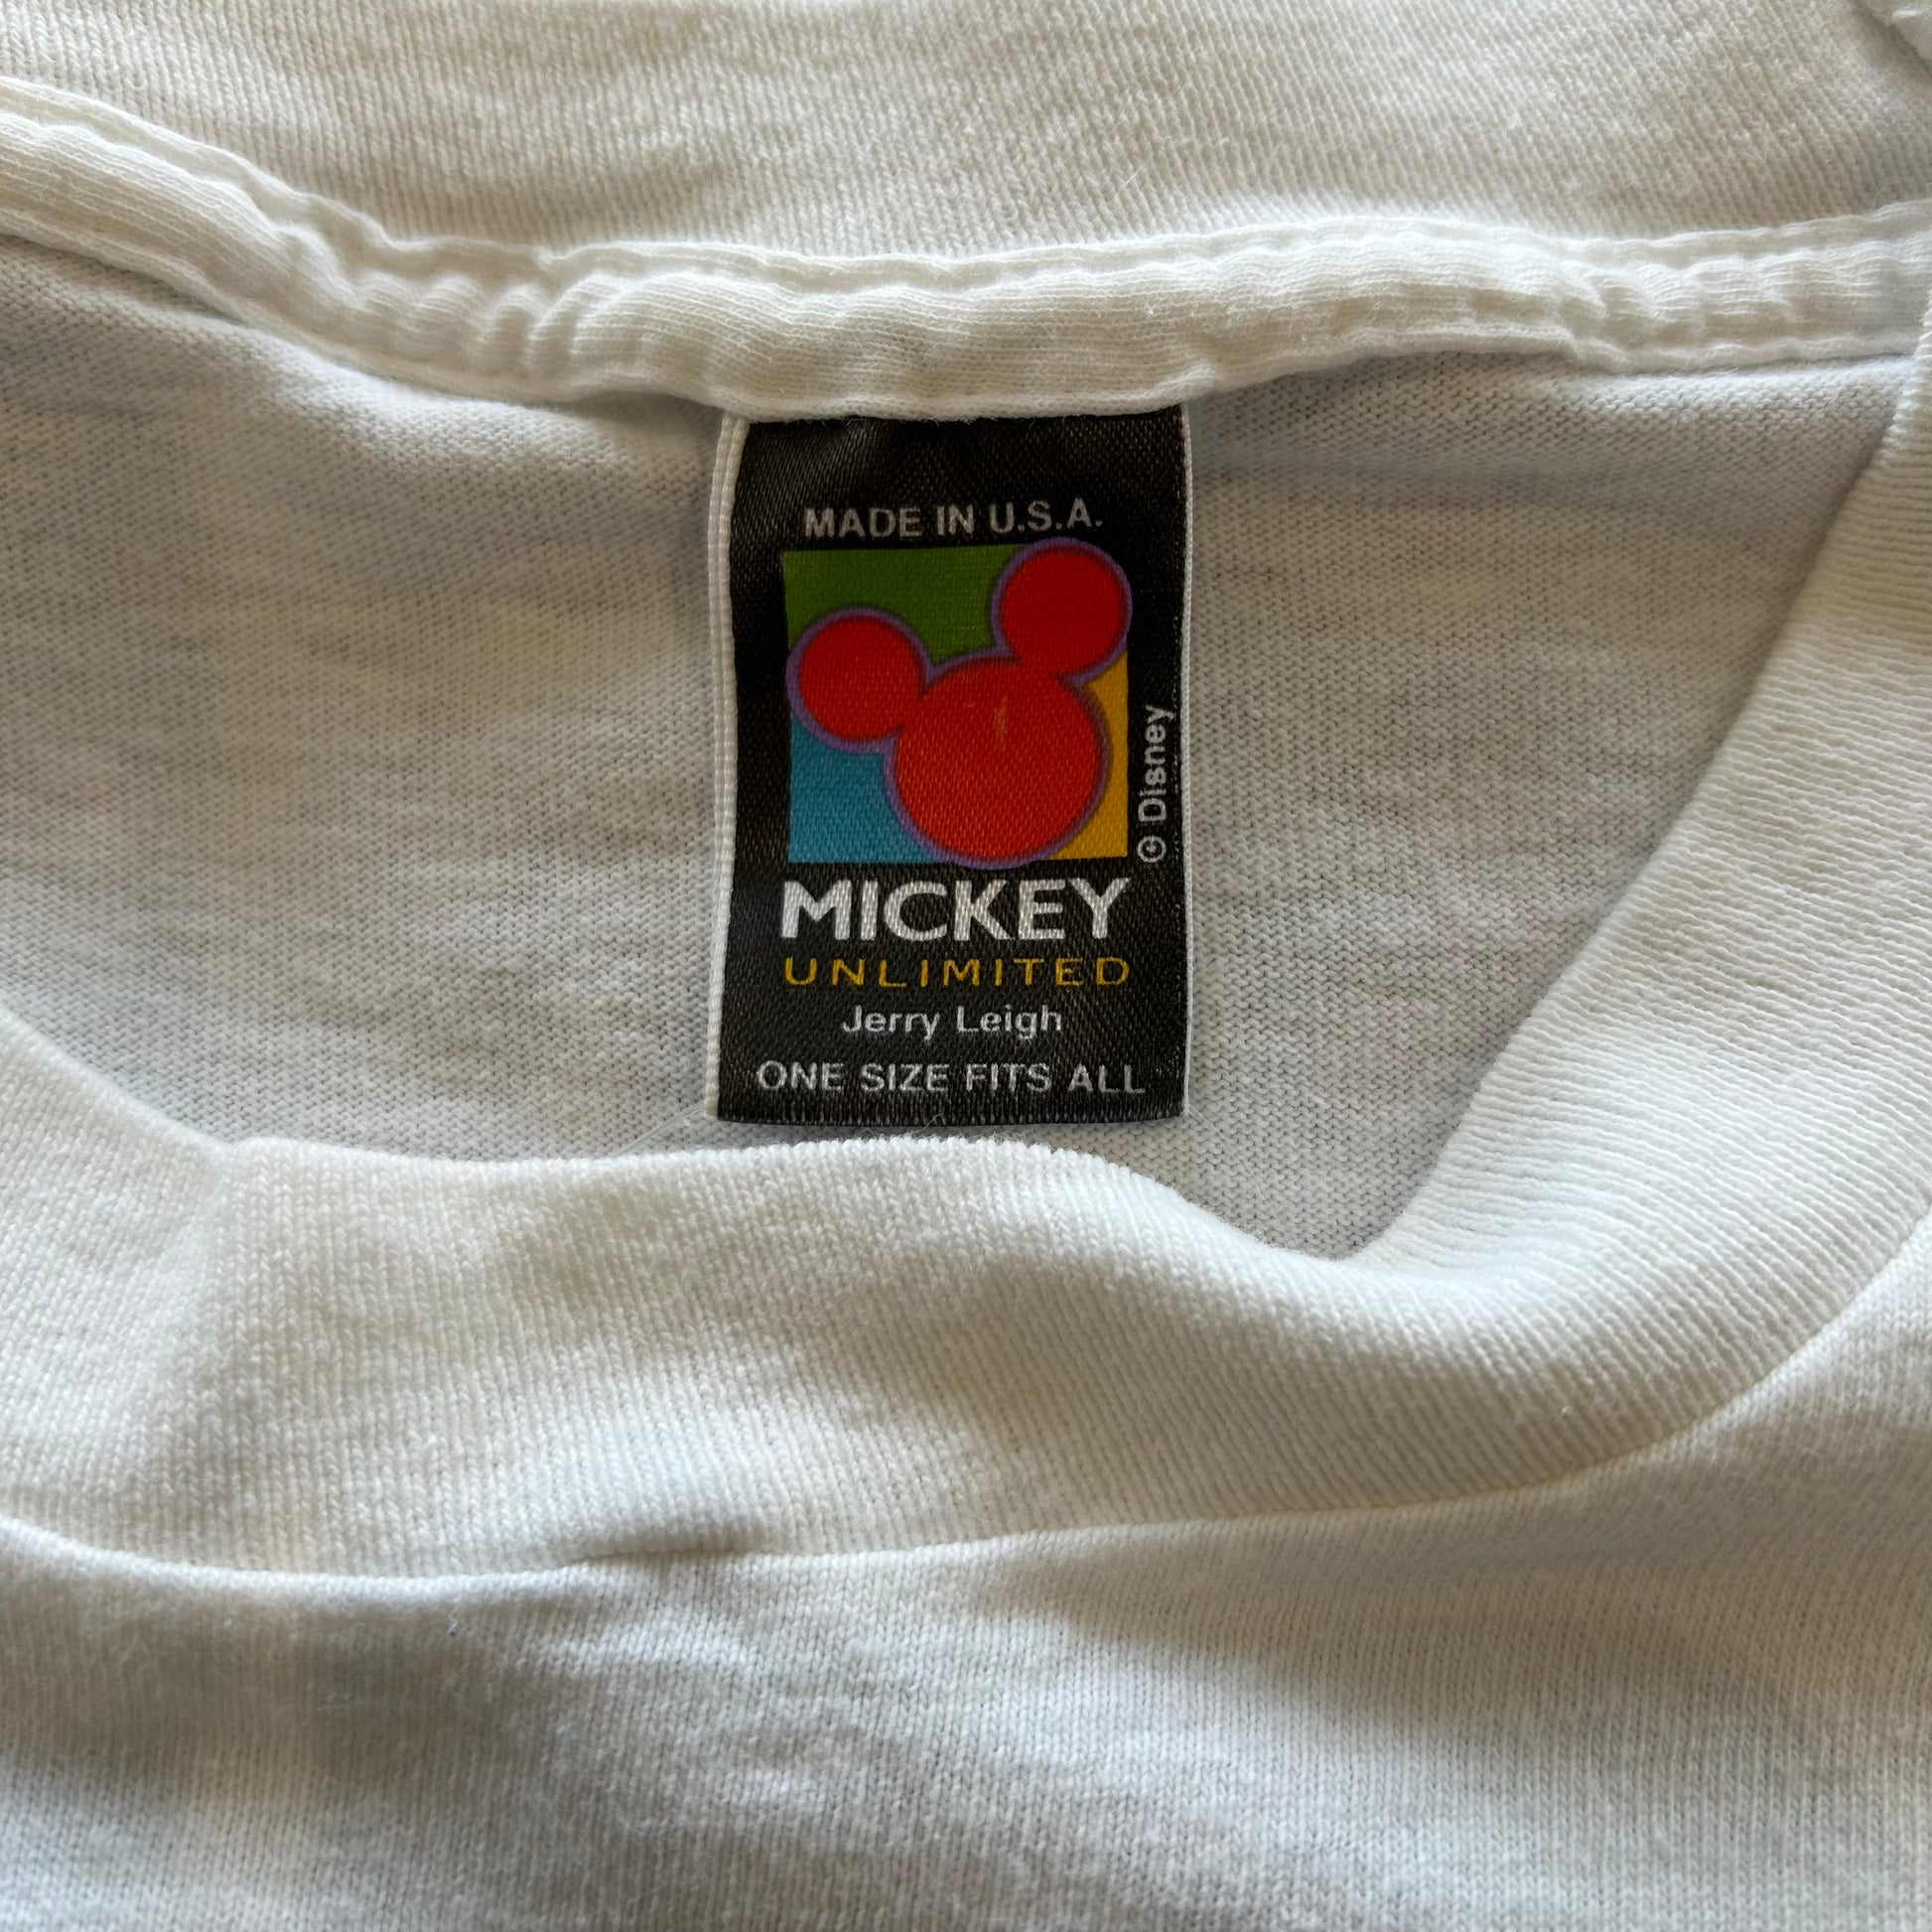 MADE IN U.S.A.
© Disney
MICKEY
UNLIMITED
Jerry Leigh
ONE SIZE FITS ALL